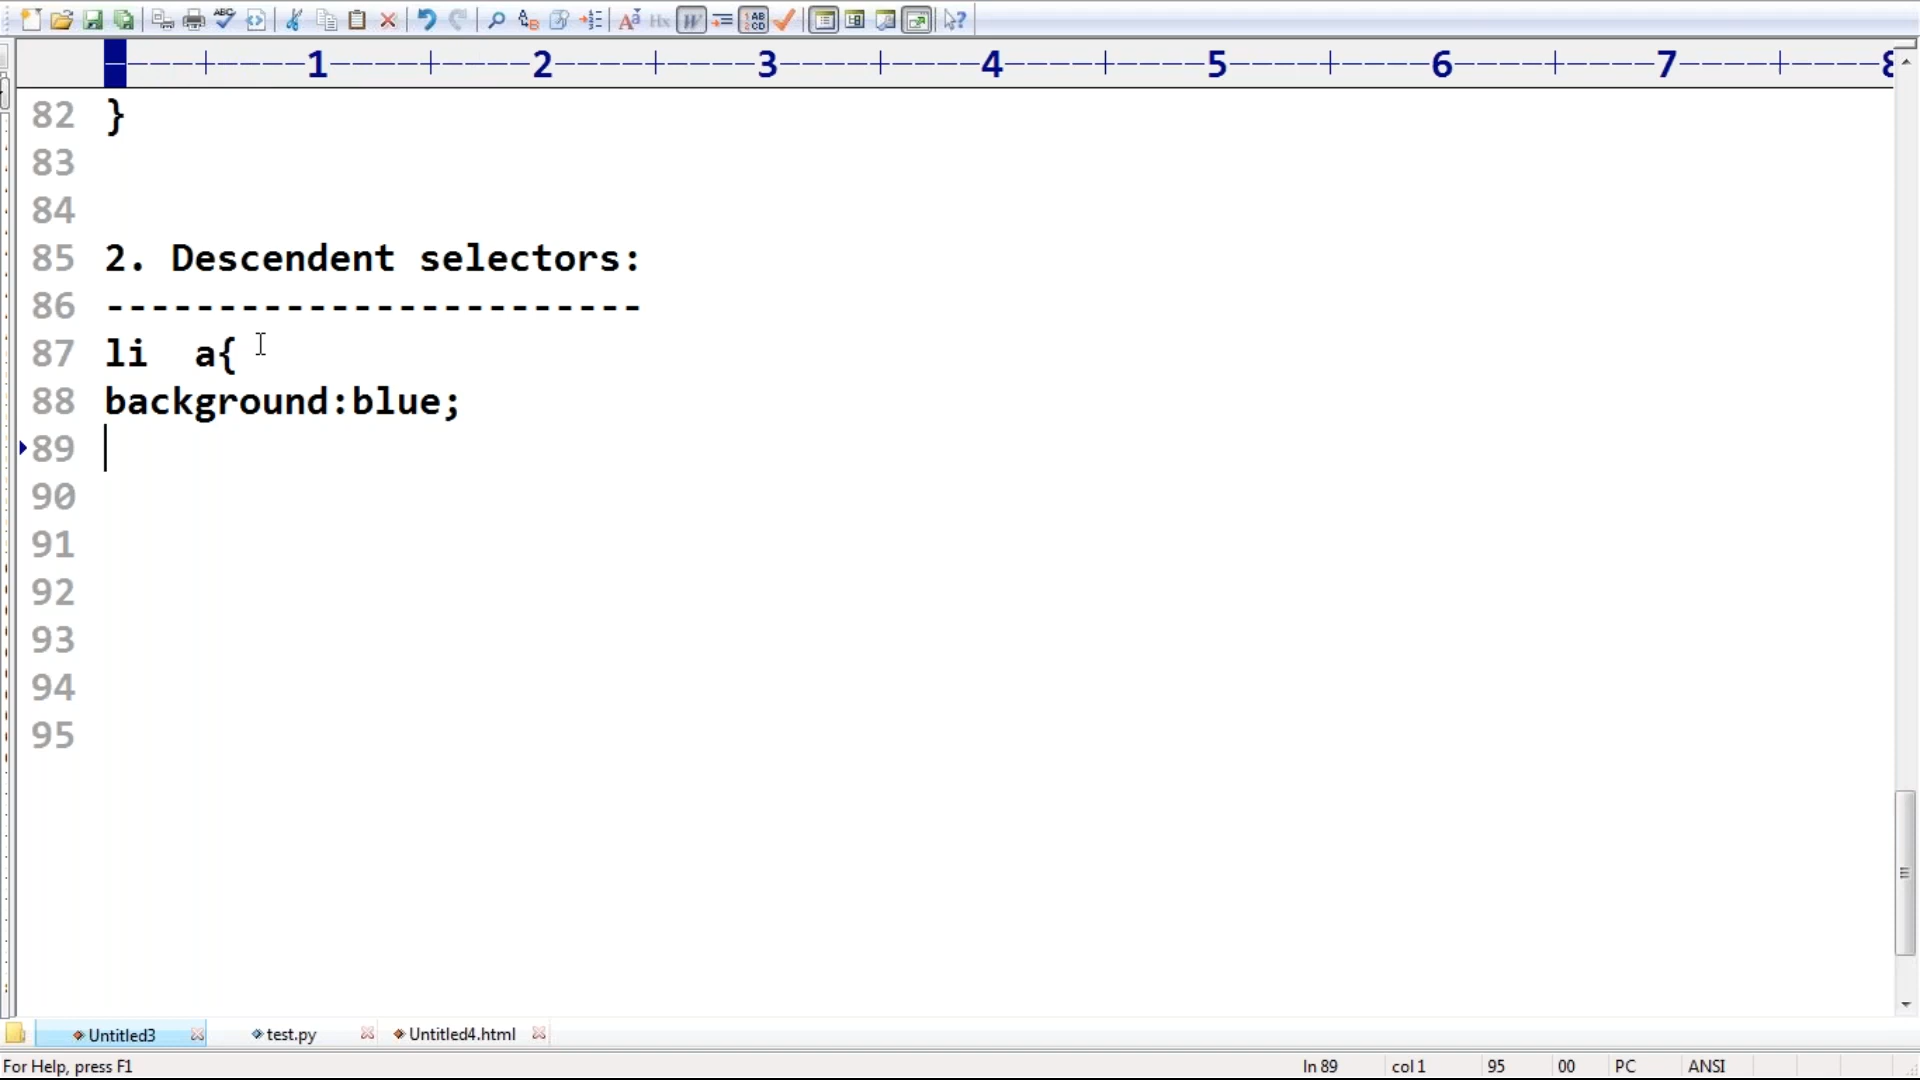 1 2 3 4 5 6 7 8
82 }
83
84
85 2. Descendent selectors:
86 ------------------------
87 li  a{
88 background:blue;
89
90
91
92
93
94
95
Untitled3 test.py Untitled4.html
For Help, press F1 ln 89 col 1 95 00 PC ANSI